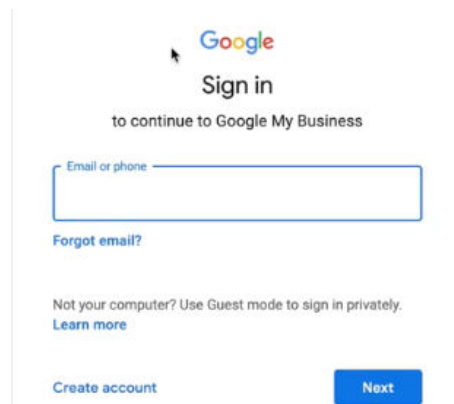 Google
Sign in
to continue to Google My Business
Email or phone
Forgot email?
Not your computer? Use Guest mode to sign in privately.
Learn more
Create account
Next